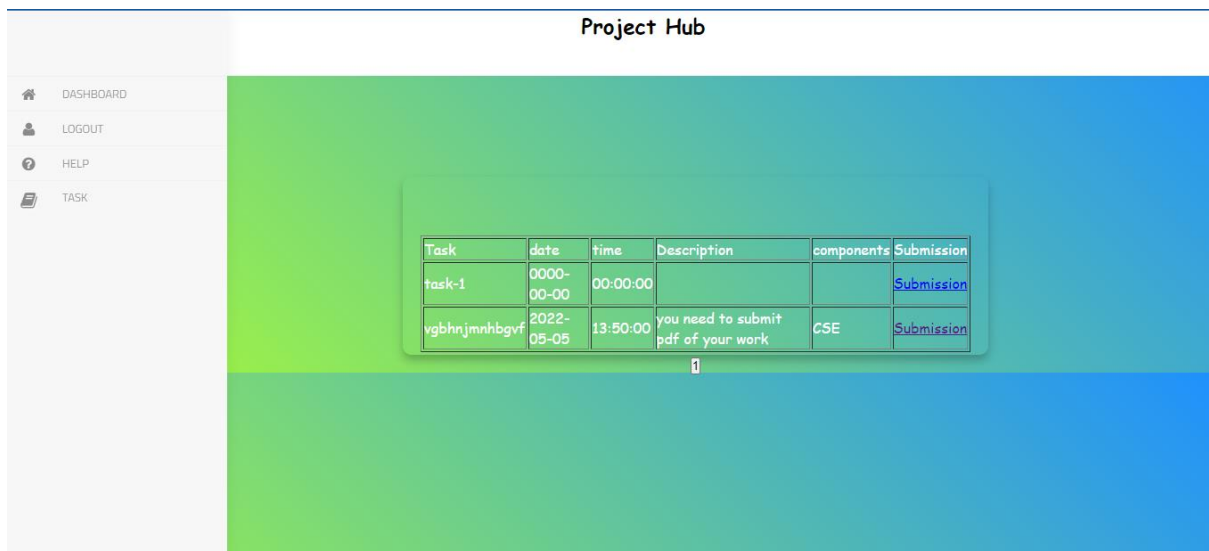 Project Hub
DASHBOARD
LOGOUT
HELP
TASK
Task date time Description components Submission
task-1 0000-00-00 00:00:00 Submission
vgbhnjmnhbgvf 2022-05-05 13:50:00 you need to submit pdf of your work CSE Submission
1